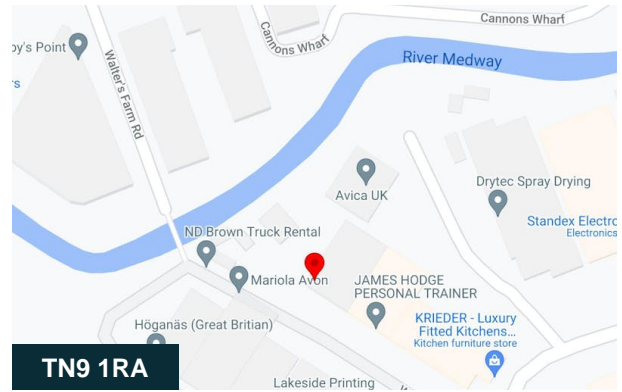 Cannons Wharf
Cannons Wharf
by's Point
rs
Walter's Farm Rd
River Medway
Avica UK
Drytec Spray Drying
Standex Electro
Electronics
ND Brown Truck Rental
Mariola Avon
JAMES HODGE
PERSONAL TRAINER
Höganäs (Great Britian)
KRIEDER - Luxury
Fitted Kitchens...
Kitchen furniture store
Lakeside Printing
TN9 1RA